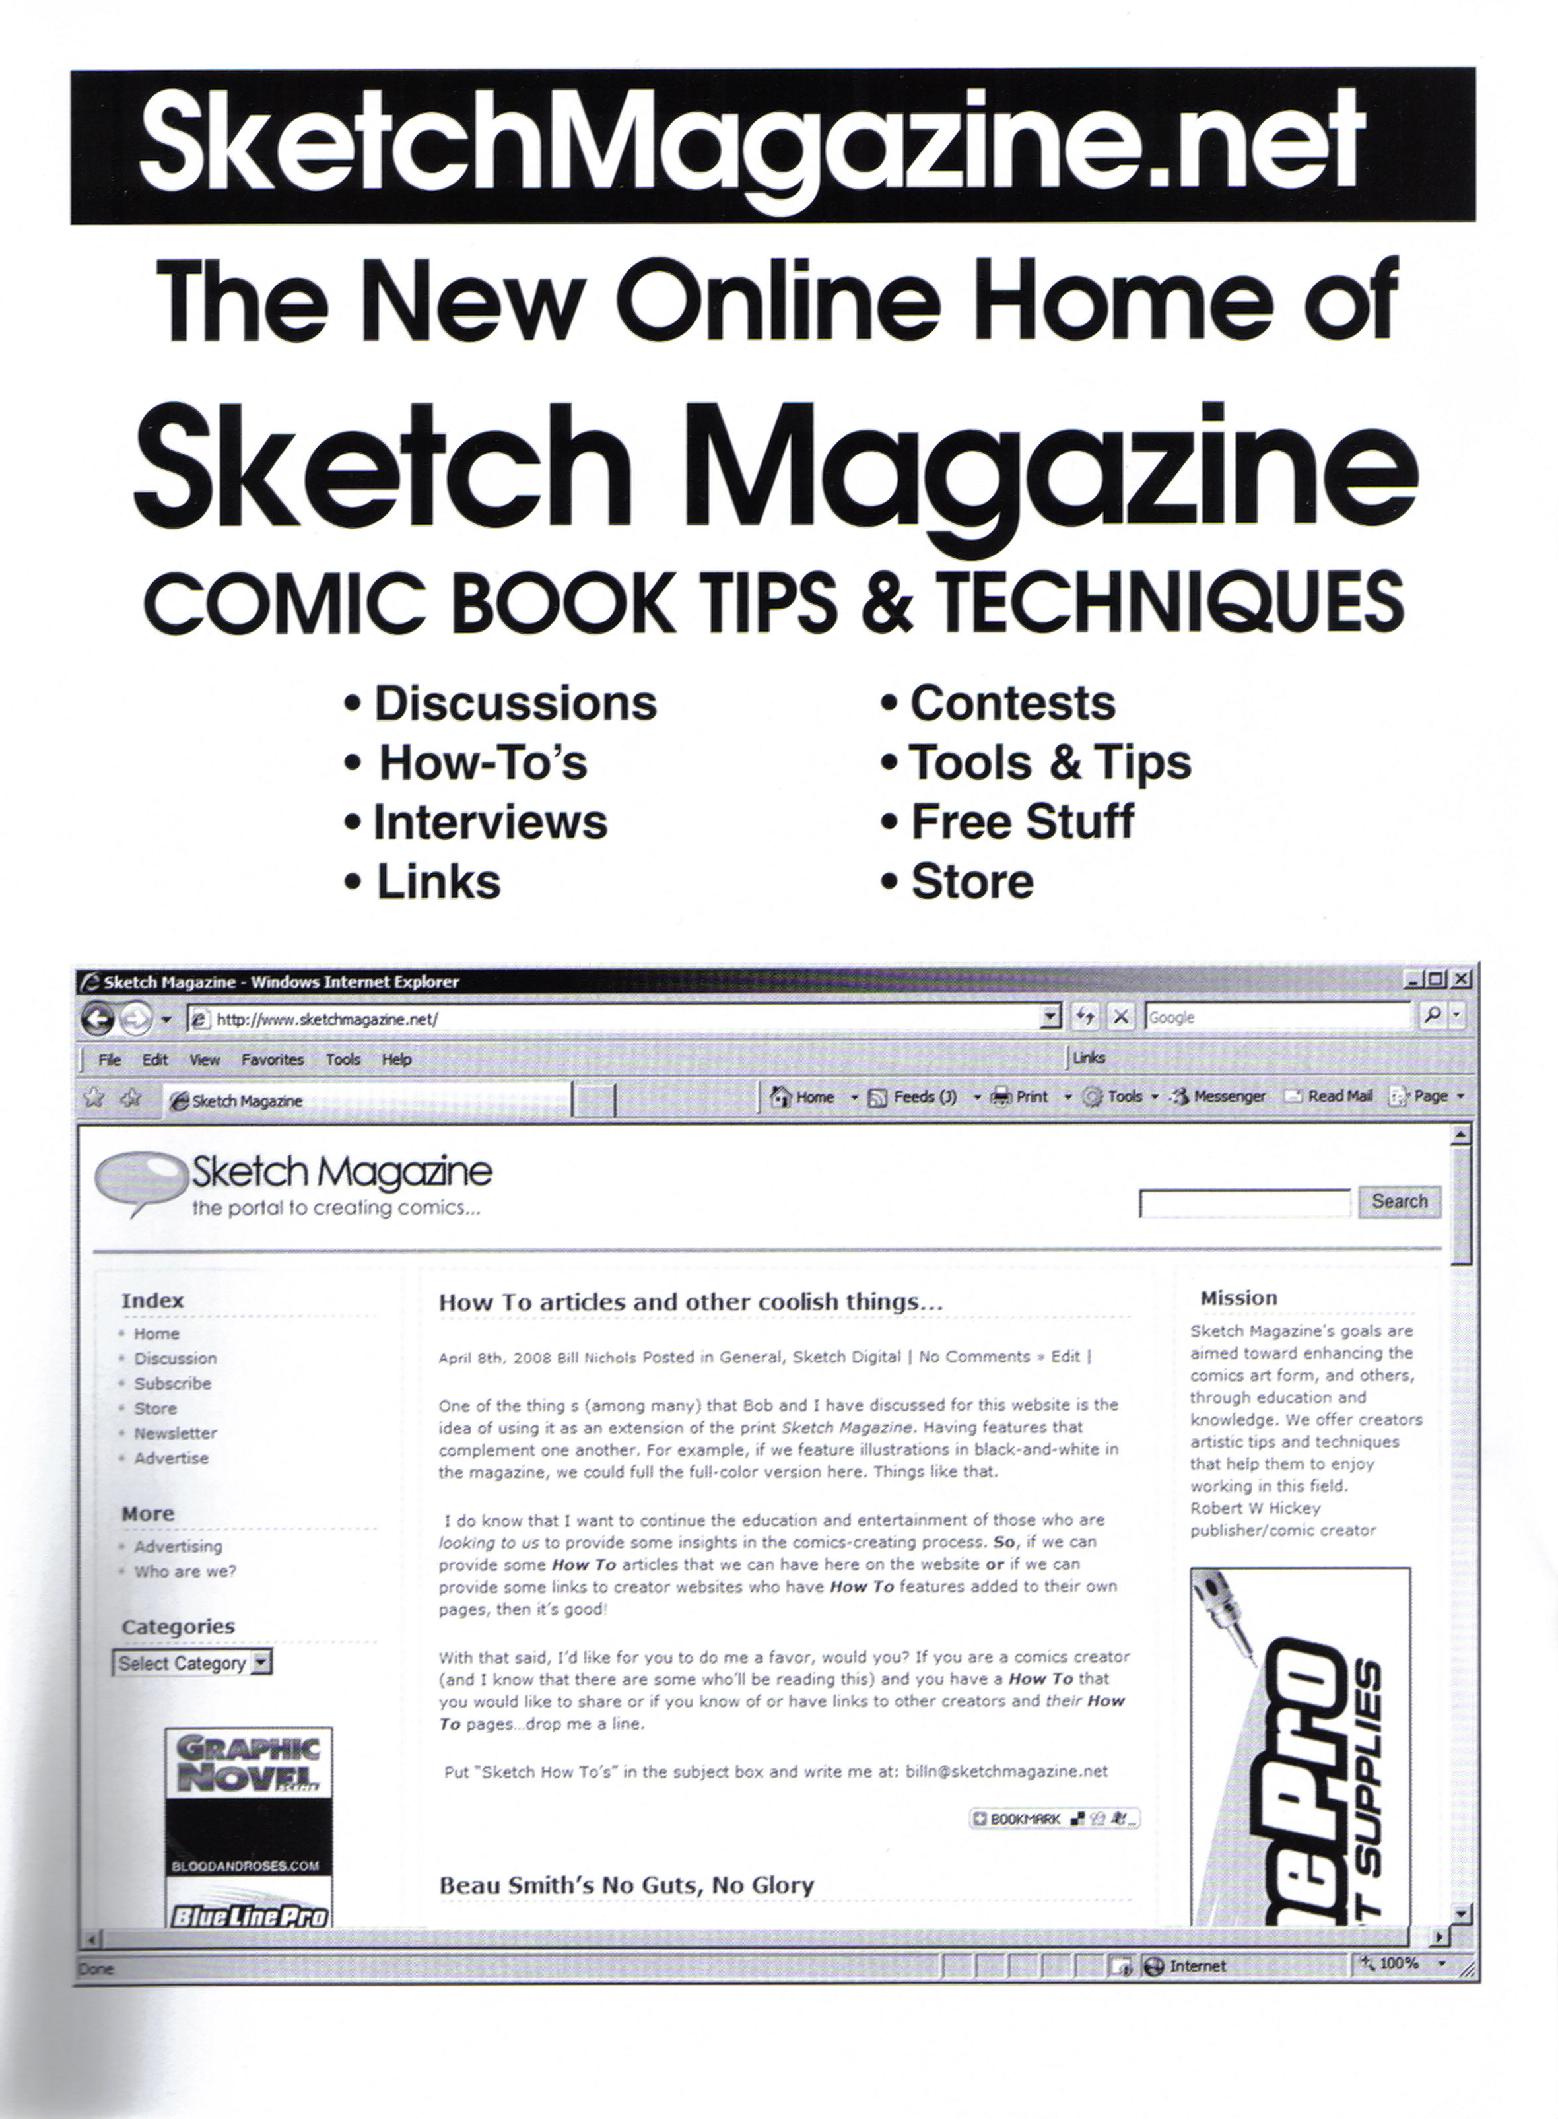 SketchMagazine.net
The New Online Home of
Sketch Magazine
COMIC BOOK TIPS & TECHNIQUES
• Discussions
• How-To's
• Interviews
• Links
• Contests
• Tools & Tips
• Free Stuff
• Store
Sketch Magazine - Windows Internet Explorer
http://www.sketchmagazine.net/
Google
File Edit View Favorites Tools Help
Links
Sketch Magazine
Home Feeds (J) Print Tools Messenger Read Mail Page
Sketch Magazine
the portal to creating comics...
Search
Index
Home
Discussion
Subscribe
Store
Newsletter
Advertise
More
Advertising
Who are we?
Categories
Select Category
GRAPHIC
NOVEL
BLOODANDROSES.COM
BlueLinePro
How To articles and other coolish things...
April 8th, 2008 Bill Nichols Posted in General, Sketch Digital | No Comments » Edit |
One of the thing s (among many) that Bob and I have discussed for this website is the
idea of using it as an extension of the print Sketch Magazine. Having features that
complement one another. For example, if we feature illustrations in black-and-white in
the magazine, we could full the full-color version here. Things like that.
I do know that I want to continue the education and entertainment of those who are
looking to us to provide some insights in the comics-creating process. So, if we can
provide some How To articles that we can have here on the website or if we can
provide some links to creator websites who have How To features added to their own
pages, then it's good!
With that said, I'd like for you to do me a favor, would you? If you are a comics creator
(and I know that there are some who'll be reading this) and you have a How To that
you would like to share or if you know of or have links to other creators and their How
To pages...drop me a line.
Put "Sketch How To's" in the subject box and write me at: billn@sketchmagazine.net
BOOKMARK
Beau Smith's No Guts, No Glory
Mission
Sketch Magazine's goals are
aimed toward enhancing the
comics art form, and others,
through education and
knowledge. We offer creators
artistic tips and techniques
that help them to enjoy
working in this field.
Robert W Hickey
publisher/comic creator
nePro
T SUPPLIES
Done
Internet
100%